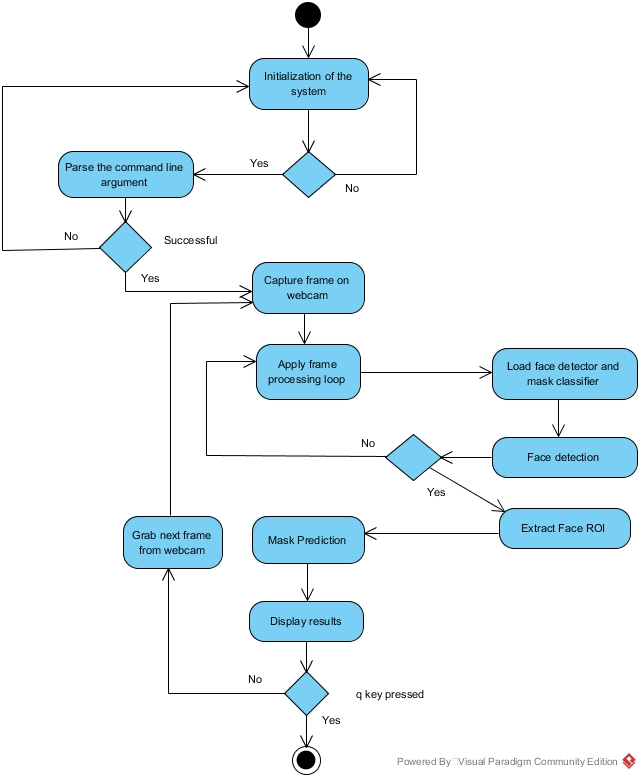 Initialization of the
system
Yes
No
Parse the command line
argument
No
Successful
Yes
Capture frame on
webcam
Apply frame
processing loop
Load face detector and
mask classifier
No
Face detection
Yes
Extract Face ROI
Grab next frame
from webcam
Mask Prediction
Display results
No
q key pressed
Yes
Powered By Visual Paradigm Community Edition